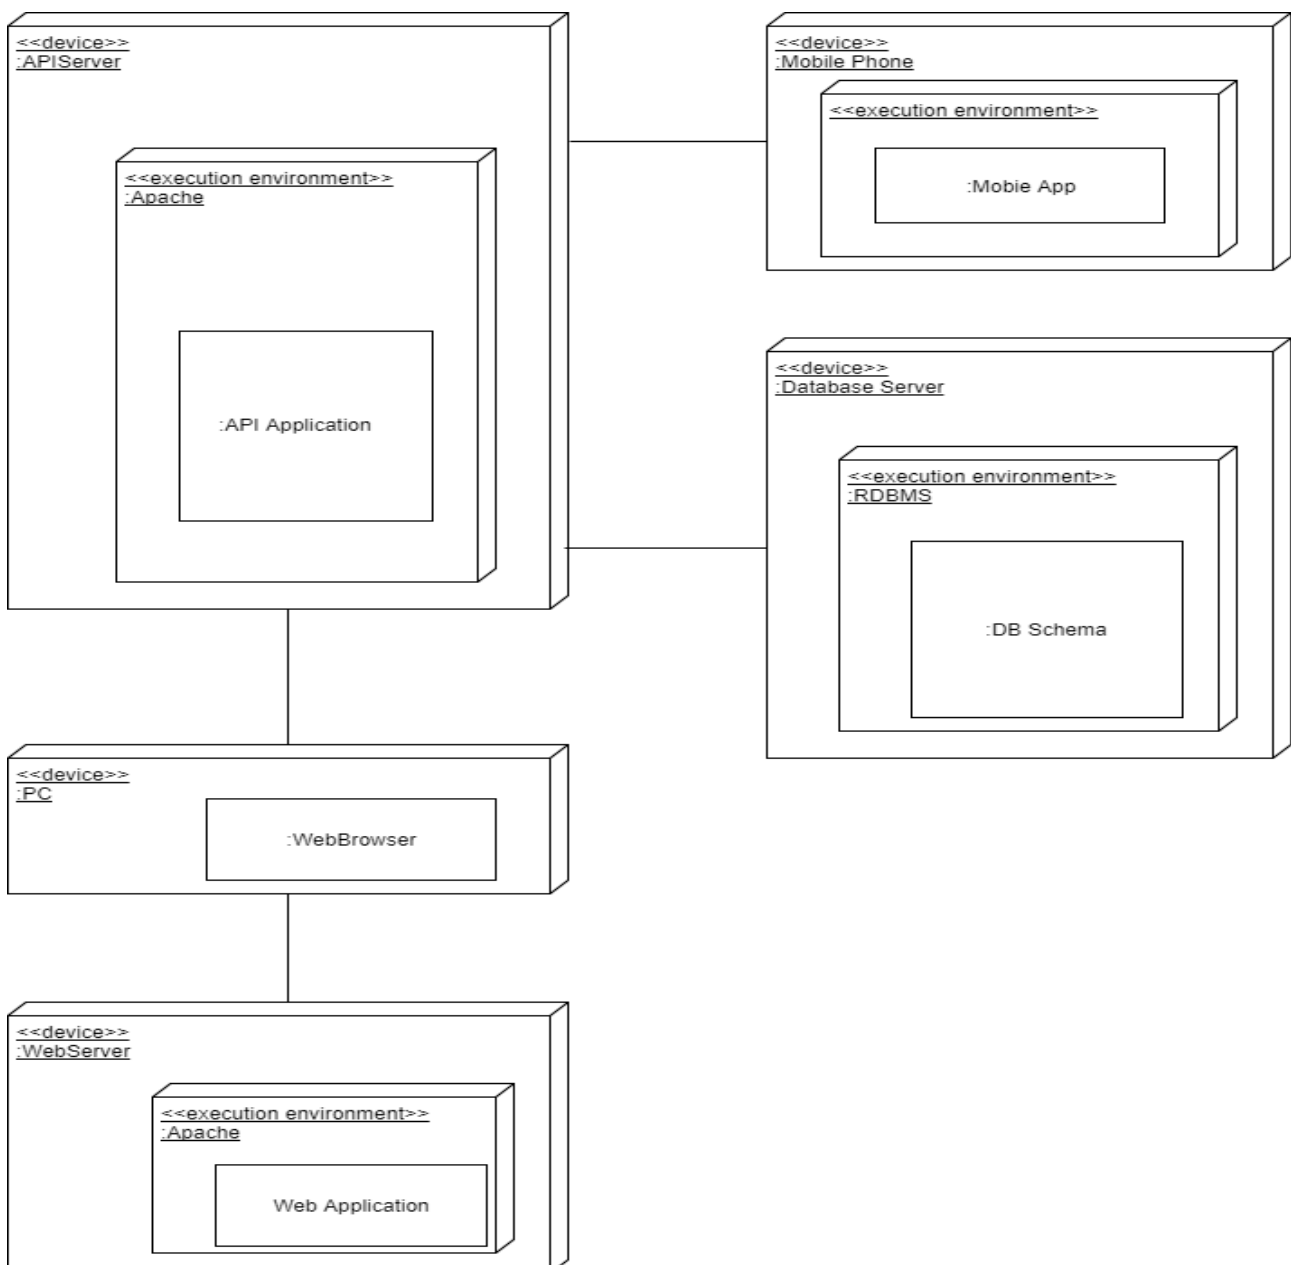 <<device>>
:APIServer
<<execution environment>>
:Apache
:API Application
<<device>>
:Mobile Phone
<<execution environment>>
:Mobie App
<<device>>
:Database Server
<<execution environment>>
:RDBMS
:DB Schema
<<device>>
:PC
:WebBrowser
<<device>>
:WebServer
<<execution environment>>
:Apache
Web Application